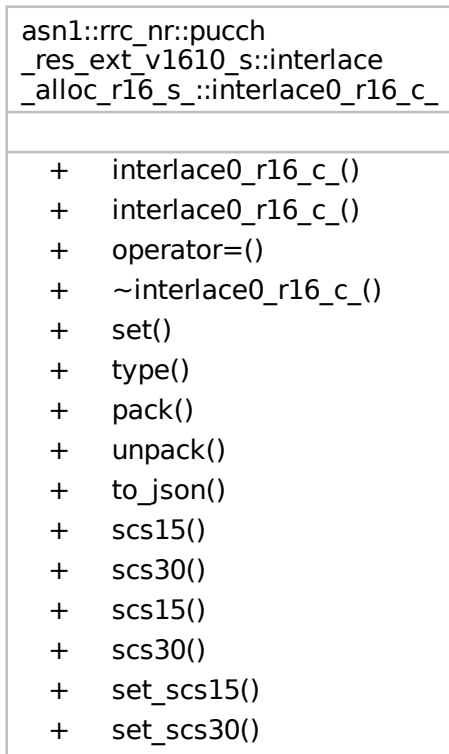 asn1::rrc_nr::pucch
_res_ext_v1610_s::interlace
_alloc_r16_s_::interlace0_r16_c_
+ interlace0_r16_c_()
+ interlace0_r16_c_()
+ operator=()
+ ~interlace0_r16_c_()
+ set()
+ type()
+ pack()
+ unpack()
+ to_json()
+ scs15()
+ scs30()
+ scs15()
+ scs30()
+ set_scs15()
+ set_scs30()